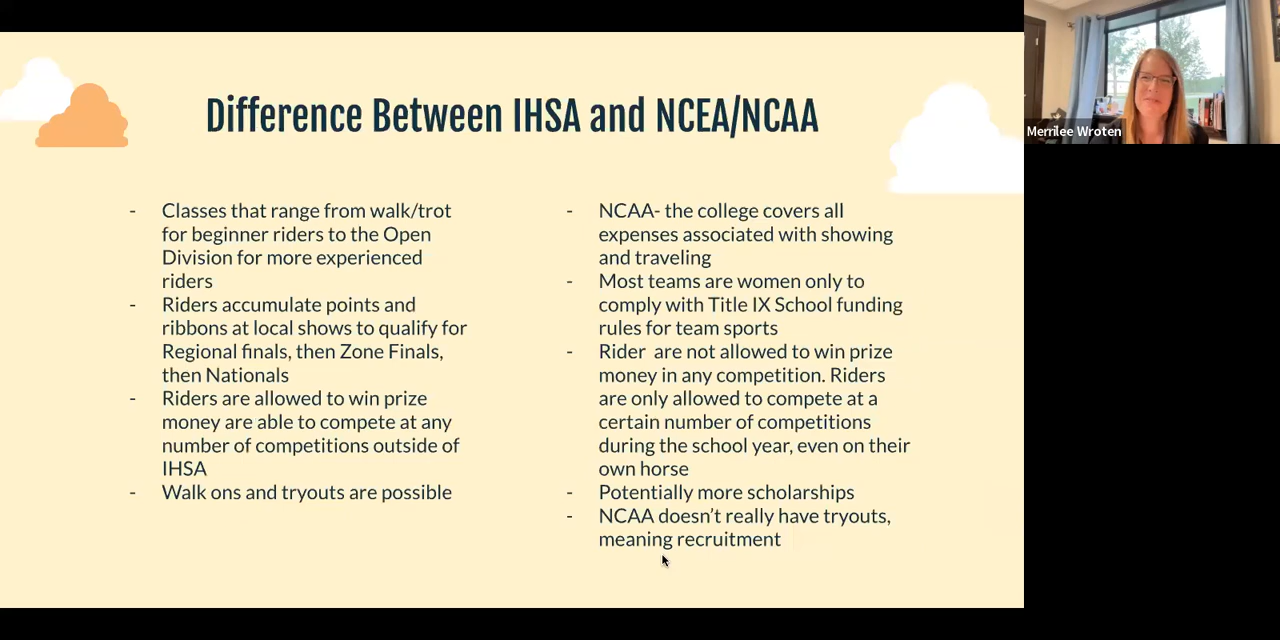 Difference Between IHSA and NCEA/NCAA
- Classes that range from walk/trot
for beginner riders to the Open
Division for more experienced
riders
- Riders accumulate points and
ribbons at local shows to qualify for
Regional finals, then Zone Finals,
then Nationals
- Riders are allowed to win prize
money are able to compete at any
number of competitions outside of
IHSA
- Walk ons and tryouts are possible
- NCAA- the college covers all
expenses associated with showing
and traveling
- Most teams are women only to
comply with Title IX School funding
rules for team sports
- Rider  are not allowed to win prize
money in any competition. Riders
are only allowed to compete at a
certain number of competitions
during the school year, even on their
own horse
- Potentially more scholarships
- NCAA doesn’t really have tryouts,
meaning recruitment
Merrilee Wroten